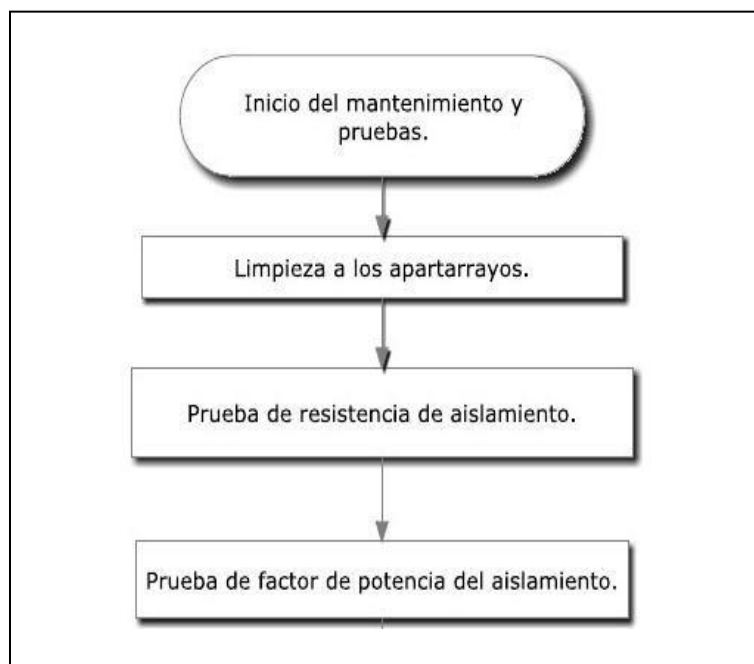 Inicio del mantenimiento y
pruebas.
Limpieza a los apartarrayos.
Prueba de resistencia de aislamiento.
Prueba de factor de potencia del aislamiento.